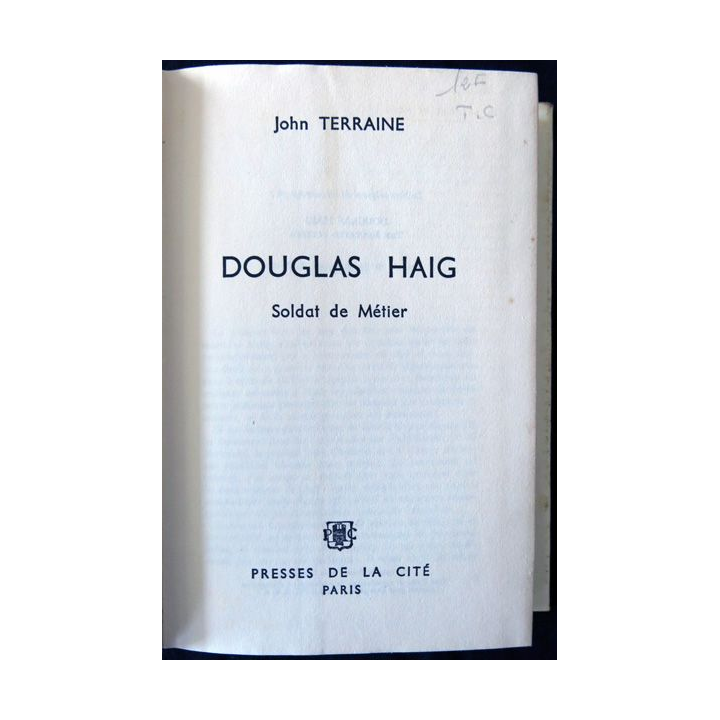 T.C
John TERRAINE
DOUGLAS HAIG
Soldat de Métier
P C
PRESSES DE LA CITÉ
PARIS